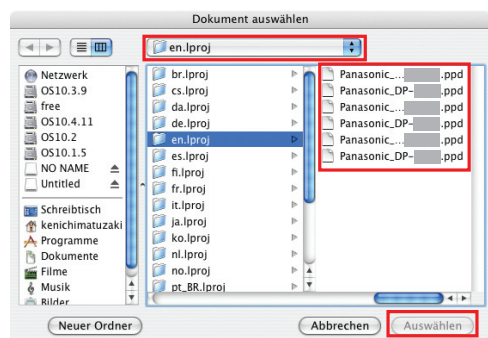 Dokument auswählen
en.lproj
Netzwerk
OS10.3.9
free
OS10.4.11
OS10.2
OS10.1.5
NO NAME
Untitled
Schreibtisch
kenichimatuzaki
Programme
Dokumente
Filme
Musik
Bilder
br.lproj
cs.lproj
da.lproj
de.lproj
en.lproj
es.lproj
fi.lproj
fr.lproj
it.lproj
ja.lproj
ko.lproj
nl.lproj
no.lproj
pt_BR.lproj
Panasonic_... .ppd
Panasonic_DP- .ppd
Panasonic_... .ppd
Panasonic_DP- .ppd
Panasonic_... .ppd
Panasonic_DP- .ppd
Neuer Ordner
Abbrechen
Auswählen